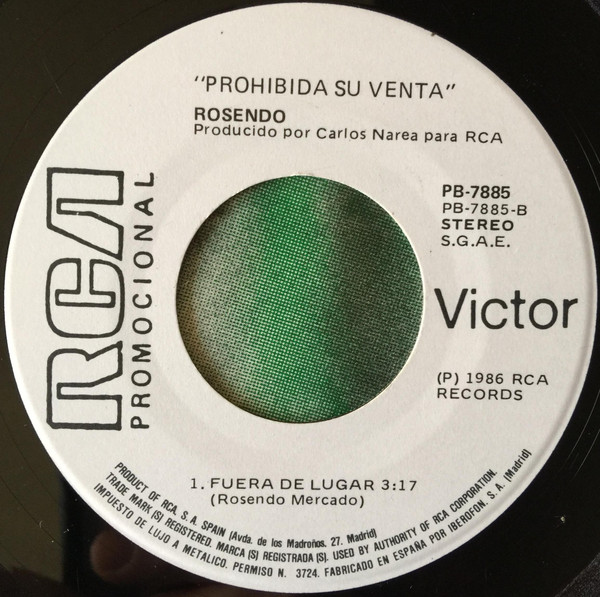 "PROHIBIDA SU VENTA"
ROSENDO
Producido por Carlos Narea para RCA
RCA
PROMOCIONAL
PB-7885
PB-7885-B
STEREO
S.G.A.E.
Victor
(P) 1986 RCA
RECORDS
1. FUERA DE LUGAR 3:17
(Rosendo Mercado)
PRODUCT OF RCA. S. A. SPAIN (Avda. de los Madroños. 27. Madrid)
TRADE MARK (S) REGISTERED. MARCA (S) REGISTRADA (S). USED BY AUTHORITY OF RCA CORPORATION.
IMPUESTO DE LUJO A METALICO. PERMISO N. 3724. FABRICADO EN ESPAÑA POR IBEROFON. S. A. (Madrid)